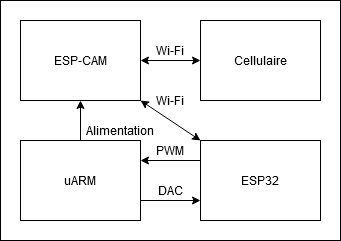 ESP-CAM
Wi-Fi
Cellulaire
Wi-Fi
Alimentation
uARM
PWM
DAC
ESP32